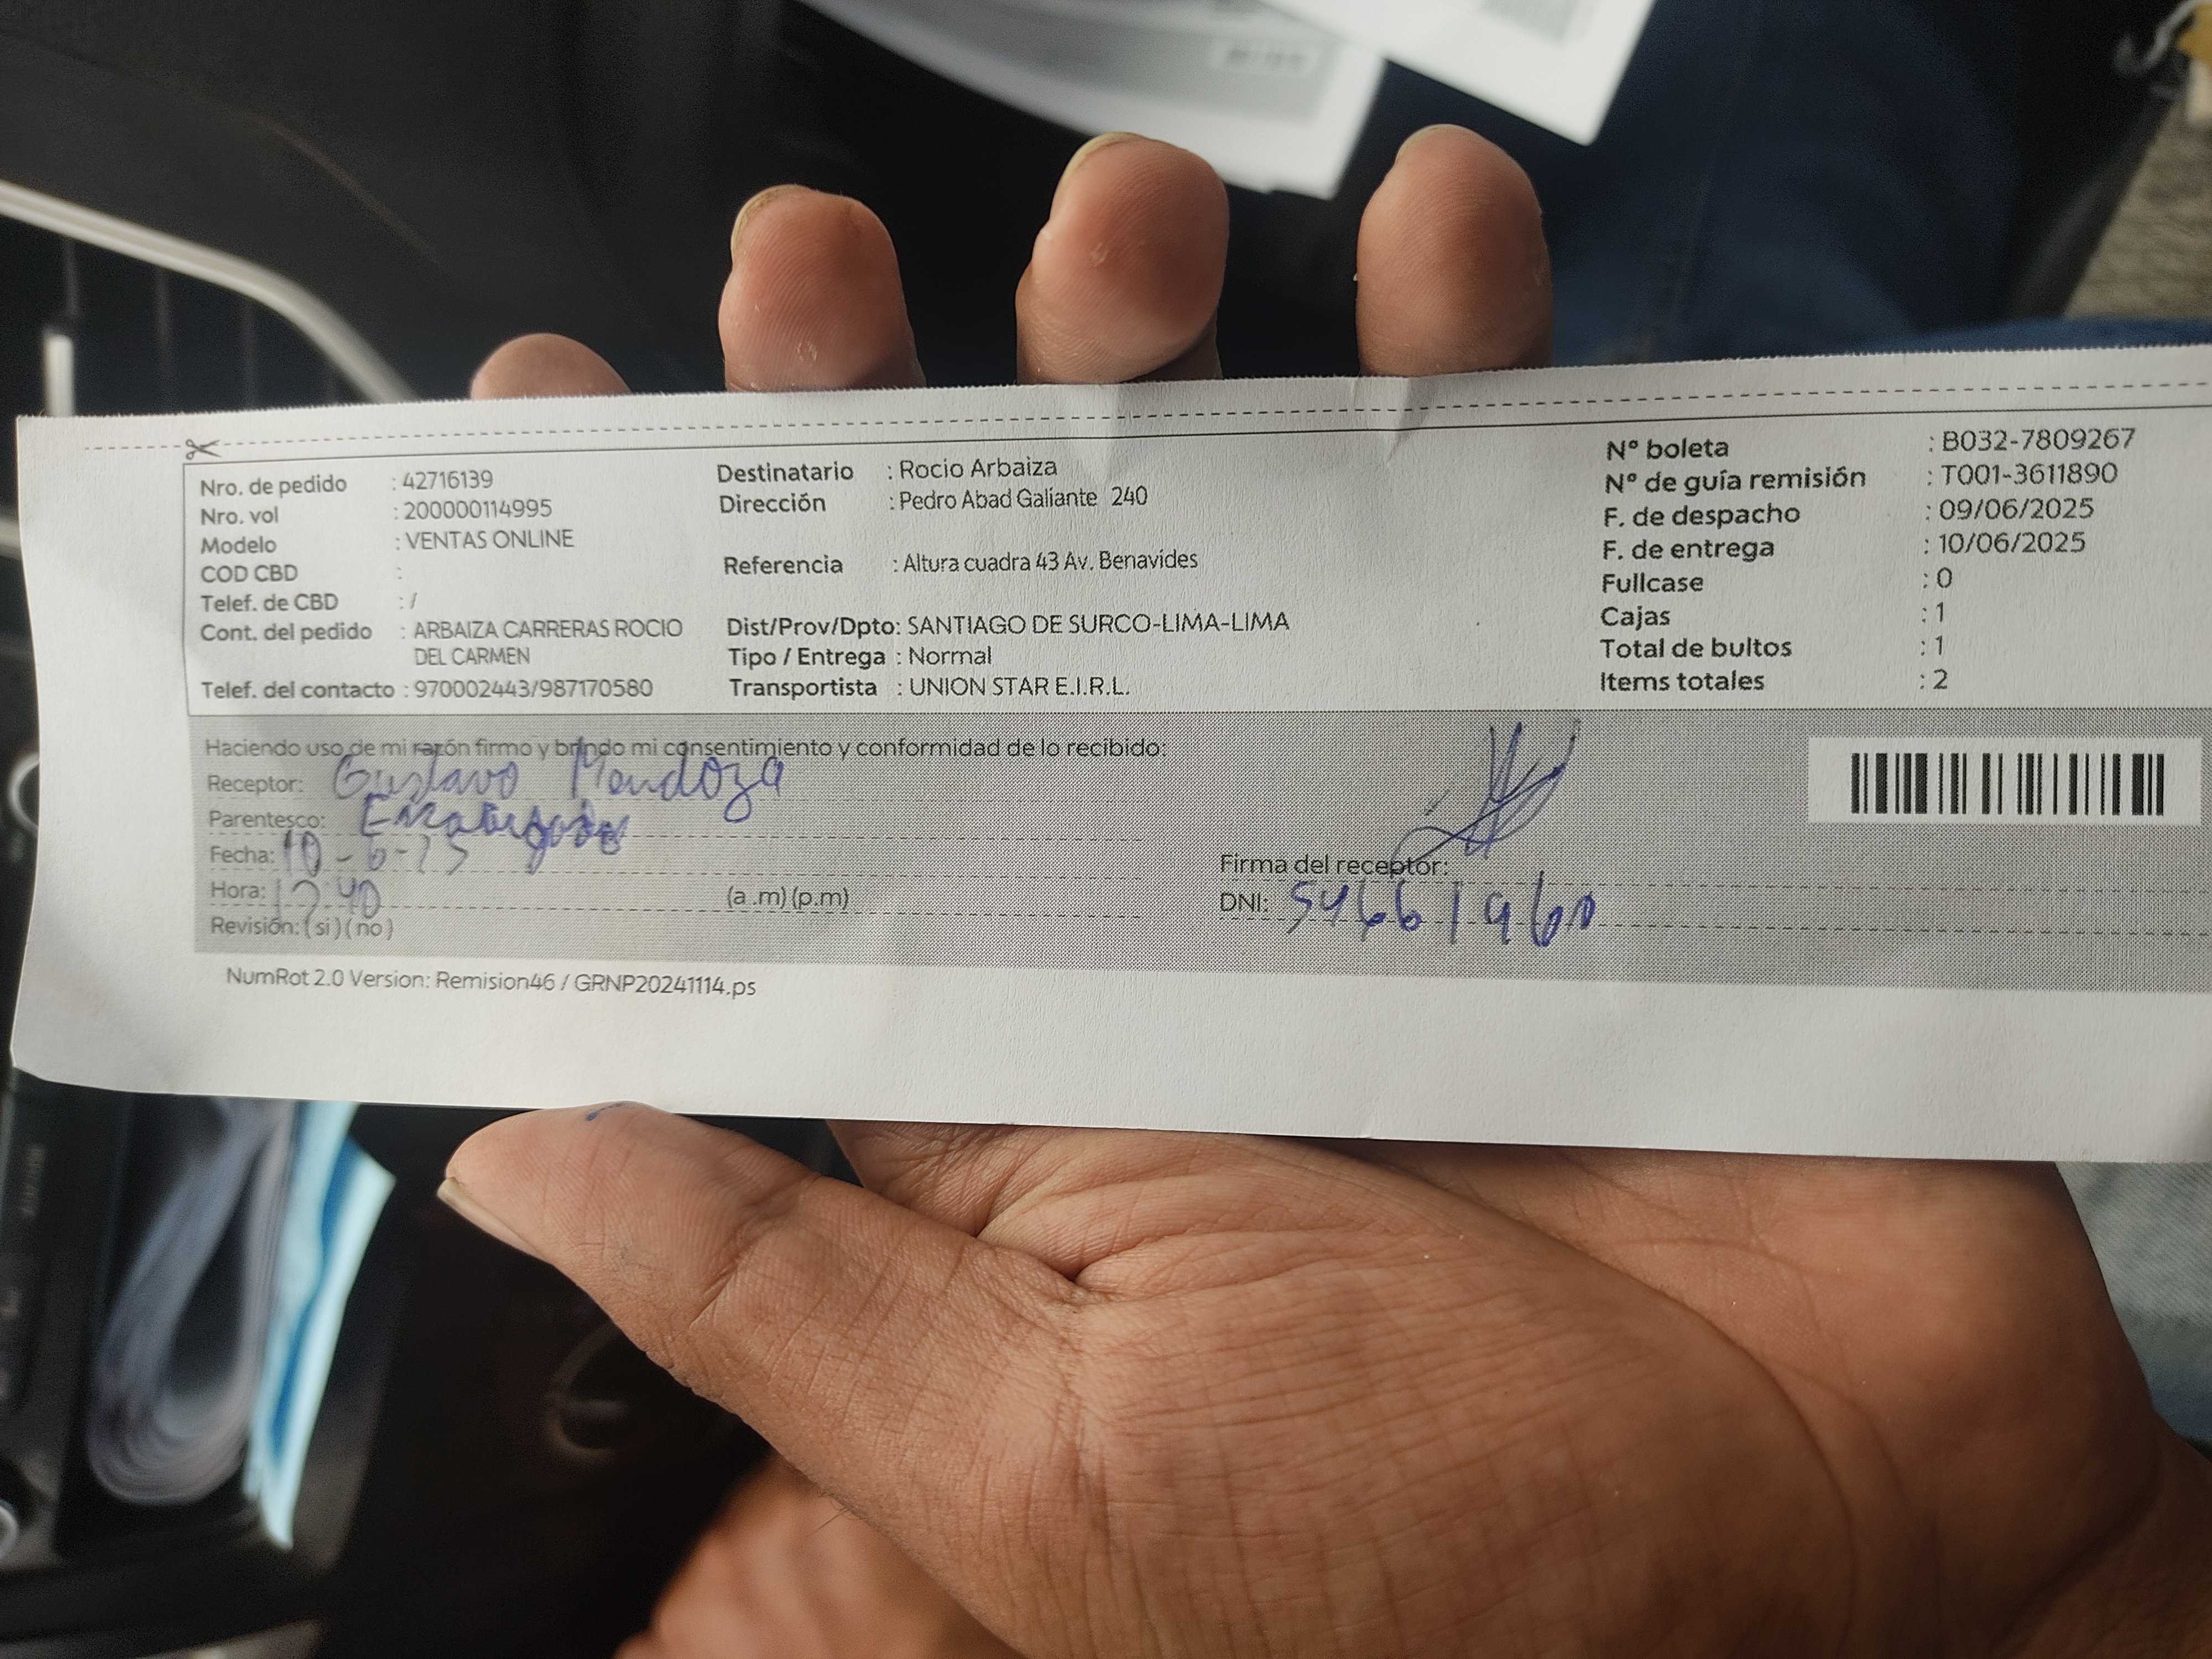 Nro. de pedido : 42716139
Nro. vol : 200000114995
Modelo : VENTAS ONLINE
COD CBD :
Telef. de CBD : /
Cont. del pedido : ARBAIZA CARRERAS ROCIO
DEL CARMEN
Telef. del contacto : 970002443/987170580
Destinatario : Rocio Arbaiza
Dirección : Pedro Abad Galiante 240
Referencia : Altura cuadra 43 Av. Benavides
Dist/Prov/Dpto: SANTIAGO DE SURCO-LIMA-LIMA
Tipo / Entrega : Normal
Transportista : UNION STAR E.I.R.L.
Nº boleta : B032-7809267
Nº de guía remisión : T001-3611890
F. de despacho : 09/06/2025
F. de entrega : 10/06/2025
Fullcase : 0
Cajas : 1
Total de bultos : 1
Items totales : 2
Haciendo uso de mi razón firmo y brindo mi consentimiento y conformidad de lo recibido:
Receptor: Gustavo Mendoza
Parentesco:
Fecha: 10-6-25
Hora: (a .m) (p.m)
Revisión: ( si ) ( no )
Firma del receptor:
DNI: 54661960
NumRot 2.0 Version: Remision46 / GRNP20241114.ps